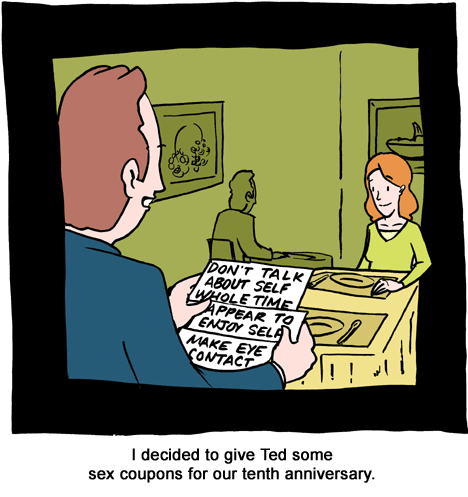 DON'T TALK
ABOUT SELF
WHOLE TIME
APPEAR TO
ENJOY SELF
MAKE EYE
CONTACT
I decided to give Ted some
sex coupons for our tenth anniversary.